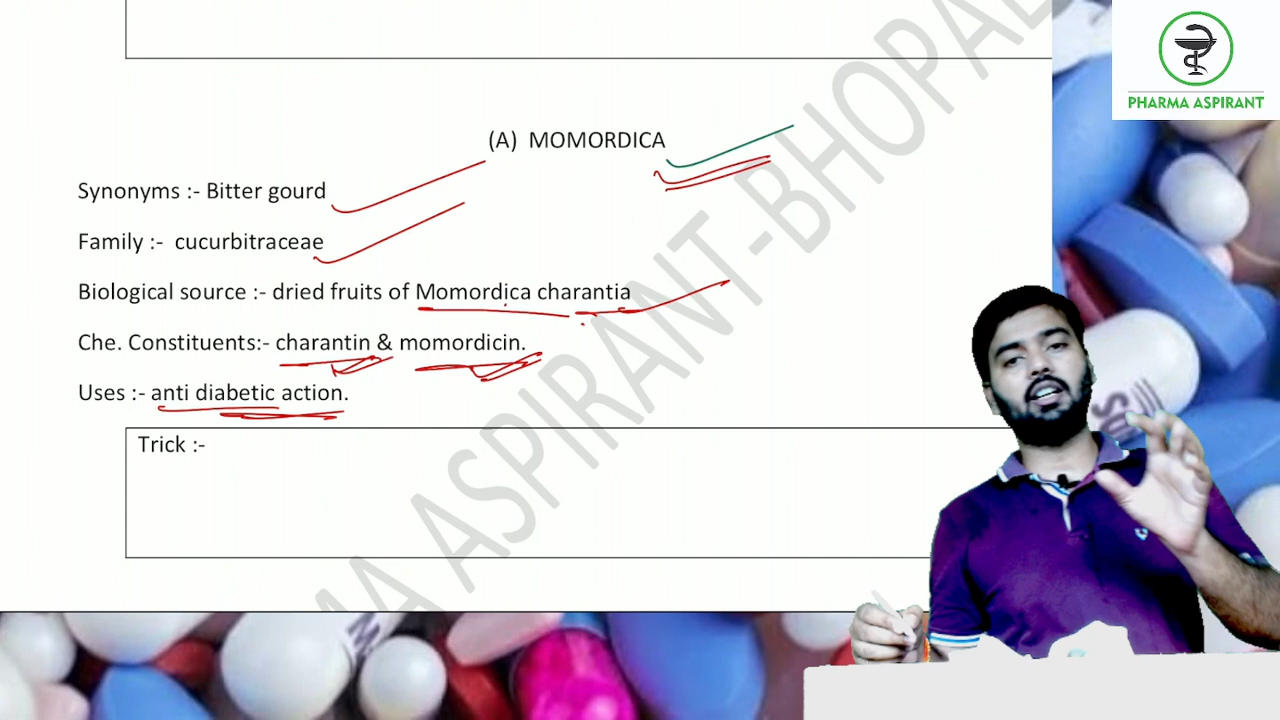 PHARMA ASPIRANT
(A) MOMORDICA
Synonyms :- Bitter gourd
Family :- cucurbitraceae
Biological source :- dried fruits of Momordica charantia
Che. Constituents:- charantin & momordicin.
Uses :- anti diabetic action.
Trick :-
MA ASPIRANT-BHOPAL